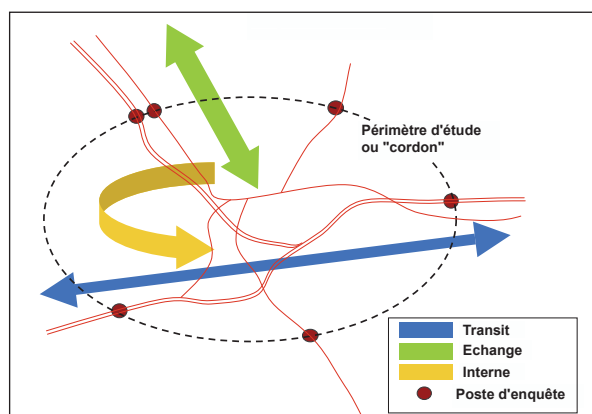 Périmètre d'étude
ou "cordon"
Transit
Echange
Interne
Poste d'enquête